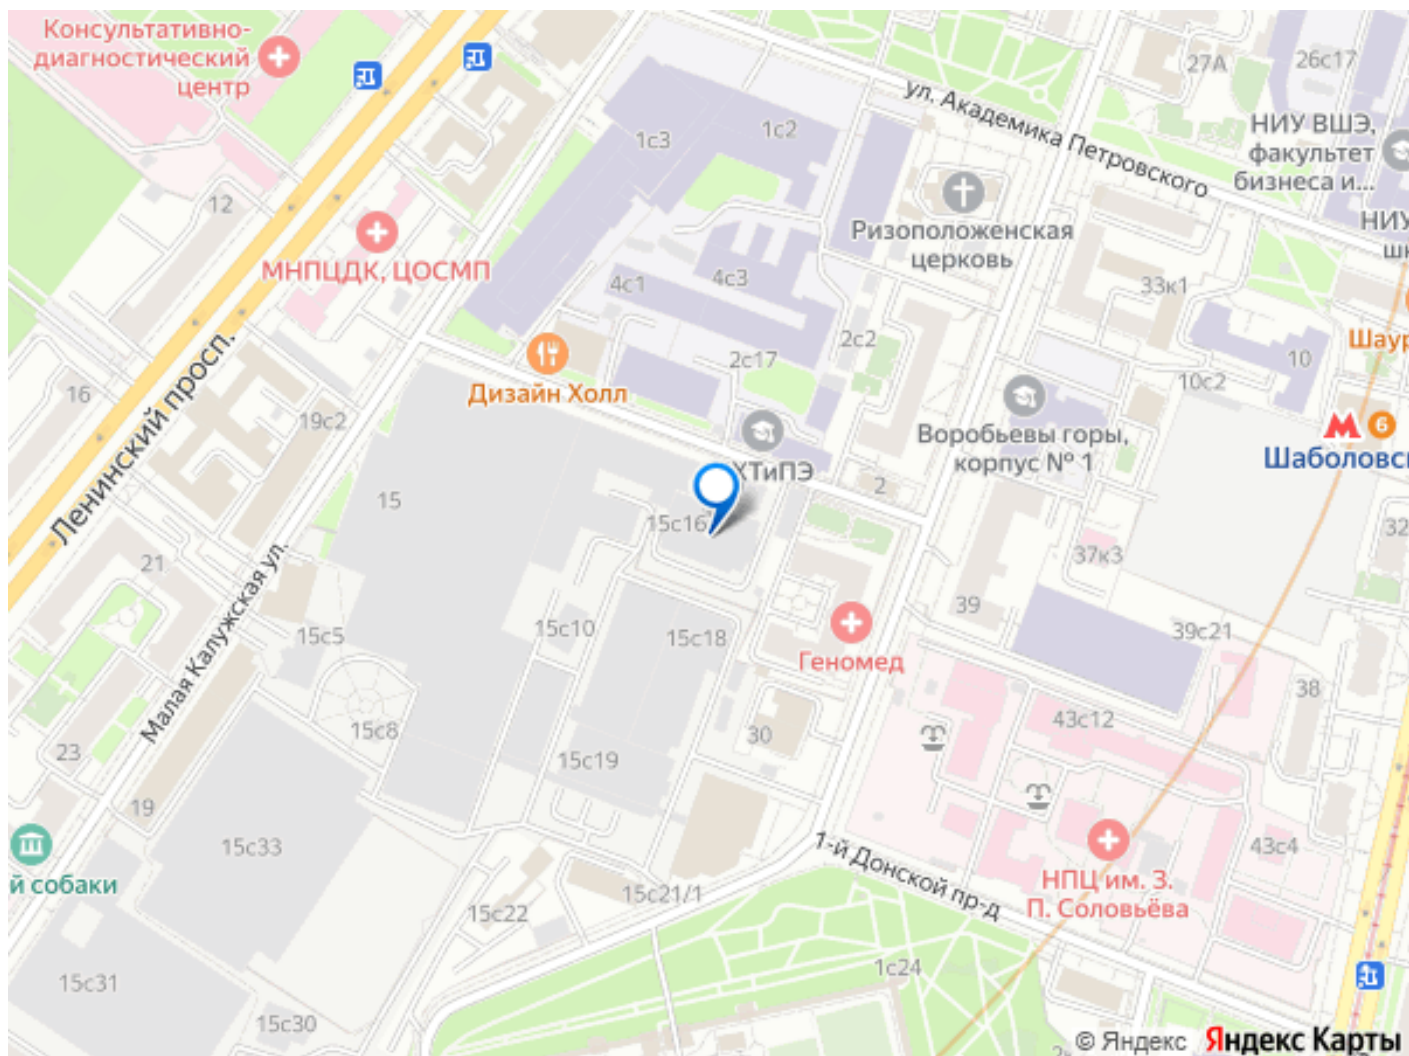 Консультативно-
диагностический
центр
27А
26с17
ул. Академика Петровского
НИУ ВШЭ,
факультет
бизнеса и...
1с3
1с2
12
МНПЦДК, ЦОСМП
Ризоположенская
церковь
НИУ
4с1
4с3
33к1
2с2
Шаур
2с17
10
10с2
Дизайн Холл
16
19с2
Ленинский просп.
Воробьевы горы,
корпус № 1
6
Шаболовс
ХТиПЭ
2
15
15с16
32
37к3
21
Малая Калужская ул.
39
15с5
15с10
15с18
39с21
Геномед
38
43с12
15с8
30
23
15с19
19
15с33
43с4
1-й Донской пр-д
НПЦ им. З.
П. Соловьёва
й собаки
15с21/1
15с22
1с24
15с31
15с30
© Яндекс Яндекс Карты